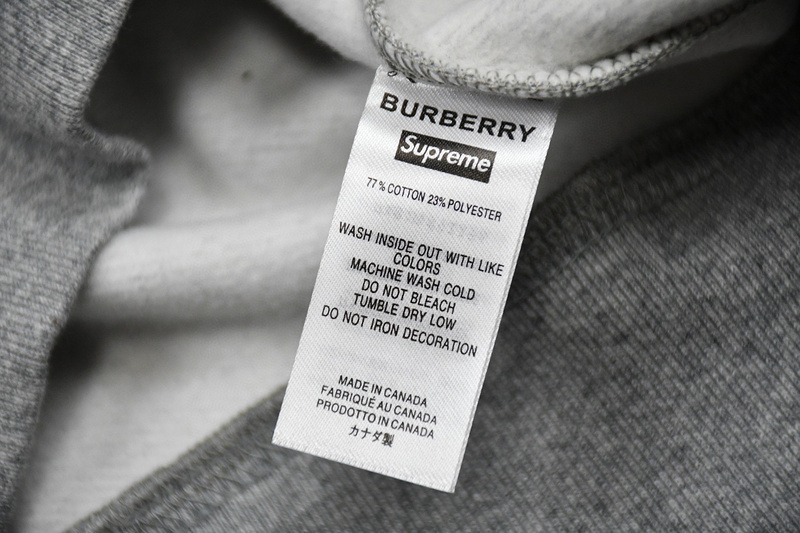 BURBERRY
Supreme
77% COTTON 23% POLYESTER
WASH INSIDE OUT WITH LIKE
COLORS
MACHINE WASH COLD
DO NOT BLEACH
TUMBLE DRY LOW
DO NOT IRON DECORATION
MADE IN CANADA
FABRIQUÉ AU CANADA
PRODOTTO IN CANADA
カナダ製